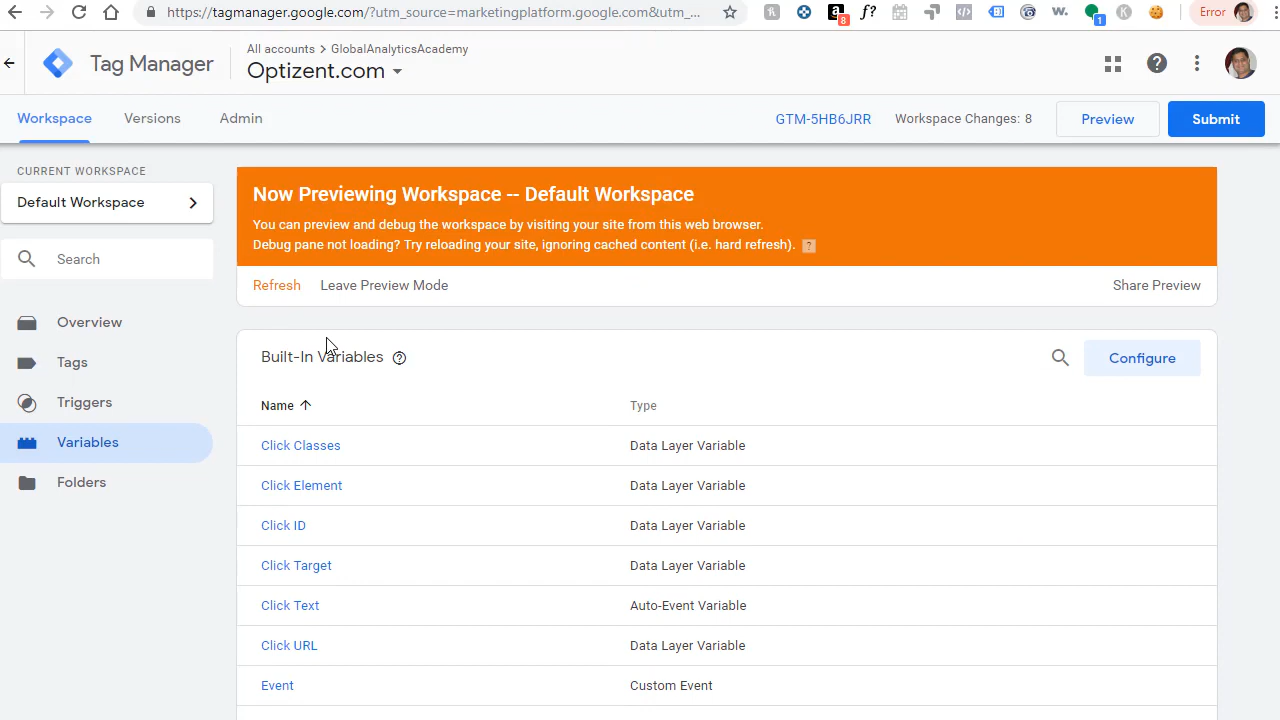 https://tagmanager.google.com/?utm_source=marketingplatform.google.com&utm_...
8
f?
w.
1
K
Error
Tag Manager
All accounts > GlobalAnalyticsAcademy
Optizent.com
Workspace
Versions
Admin
GTM-5HB6JRR
Workspace Changes: 8
Preview
Submit
CURRENT WORKSPACE
Default Workspace
Search
Overview
Tags
Triggers
Variables
Folders
Now Previewing Workspace -- Default Workspace
You can preview and debug the workspace by visiting your site from this web browser.
Debug pane not loading? Try reloading your site, ignoring cached content (i.e. hard refresh). ?
Refresh
Leave Preview Mode
Share Preview
Built-In Variables ?
Configure
Name
Type
Click Classes
Data Layer Variable
Click Element
Data Layer Variable
Click ID
Data Layer Variable
Click Target
Data Layer Variable
Click Text
Auto-Event Variable
Click URL
Data Layer Variable
Event
Custom Event